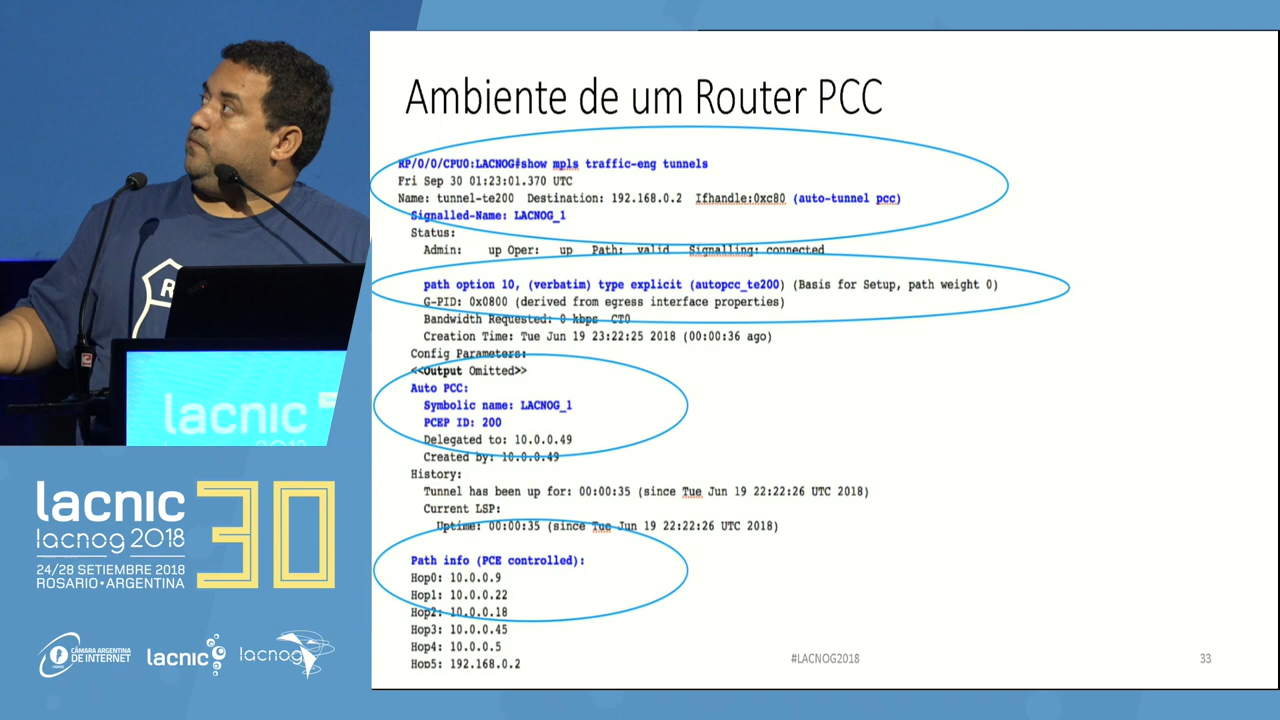 Ambiente de um Router PCC
RP/0/0/CPU0:LACNOG#show mpls traffic-eng tunnels
Fri Sep 30 01:23:01.370 UTC
Name: tunnel-te200 Destination: 192.168.0.2 Ifhandle:0xc80 (auto-tunnel pcc)
Signalled-Name: LACNOG_1
Status:
Admin: up Oper: up Path: valid Signalling: connected
path option 10, (verbatim) type explicit (autopcc_te200) (Basis for Setup, path weight 0)
G-PID: 0x0800 (derived from egress interface properties)
Bandwidth Requested: 0 kbps CT0
Creation Time: Tue Jun 19 23:22:25 2018 (00:00:36 ago)
Config Parameters:
<<Output Omitted>>
Auto PCC:
Symbolic name: LACNOG_1
PCEP ID: 200
Delegated to: 10.0.0.49
Created by: 10.0.0.49
History:
Tunnel has been up for: 00:00:35 (since Tue Jun 19 22:22:26 UTC 2018)
Current LSP:
Uptime: 00:00:35 (since Tue Jun 19 22:22:26 UTC 2018)
Path info (PCE controlled):
Hop0: 10.0.0.9
Hop1: 10.0.0.22
Hop2: 10.0.0.18
Hop3: 10.0.0.45
Hop4: 10.0.0.5
Hop5: 192.168.0.2
#LACNOG2018
33
R
lacnic
2018
lacnic 30
lacnog 2018
24/28 SETIEMBRE 2018
ROSARIO•ARGENTINA
CÁMARA ARGENTINA
DE INTERNET
lacnic
lacnog